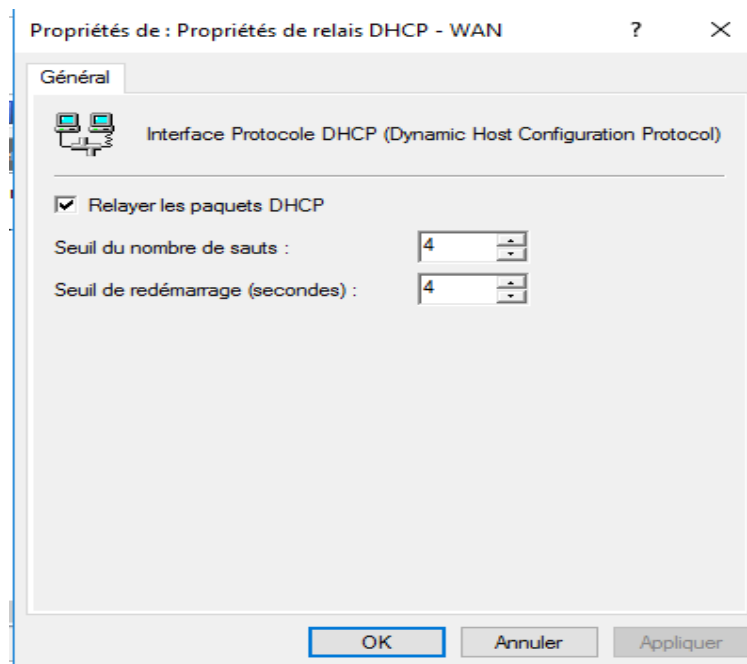 Propriétés de : Propriétés de relais DHCP - WAN ? ×
Général
Interface Protocole DHCP (Dynamic Host Configuration Protocol)
Relayer les paquets DHCP
Seuil du nombre de sauts : 4
Seuil de redémarrage (secondes) : 4
OK Annuler Appliquer